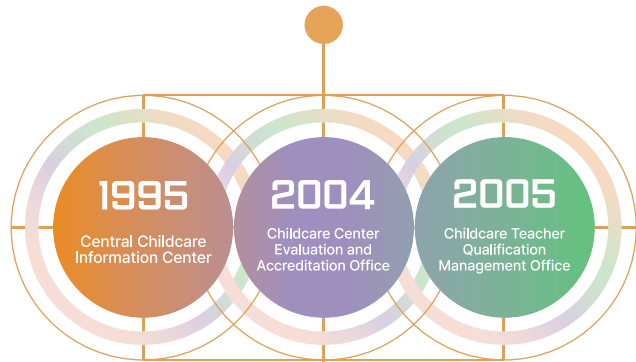 1995
Central Childcare
Information Center
2004
Childcare Center
Evaluation and
Accreditation Office
2005
Childcare Teacher
Qualification
Management Office